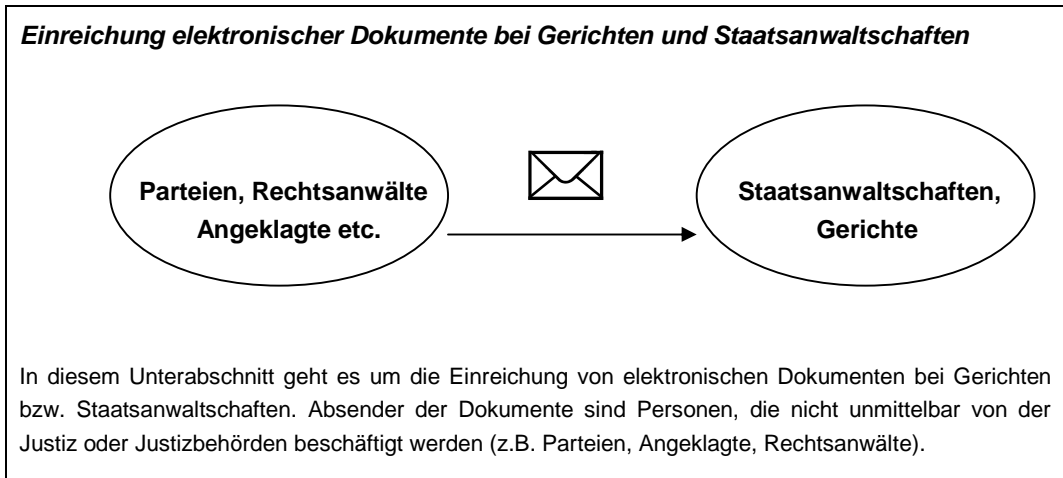 Einreichung elektronischer Dokumente bei Gerichten und Staatsanwaltschaften
Parteien, Rechtsanwälte
Angeklagte etc.
Staatsanwaltschaften,
Gerichte
In diesem Unterabschnitt geht es um die Einreichung von elektronischen Dokumenten bei Gerichten
bzw. Staatsanwaltschaften. Absender der Dokumente sind Personen, die nicht unmittelbar von der
Justiz oder Justizbehörden beschäftigt werden (z.B. Parteien, Angeklagte, Rechtsanwälte).